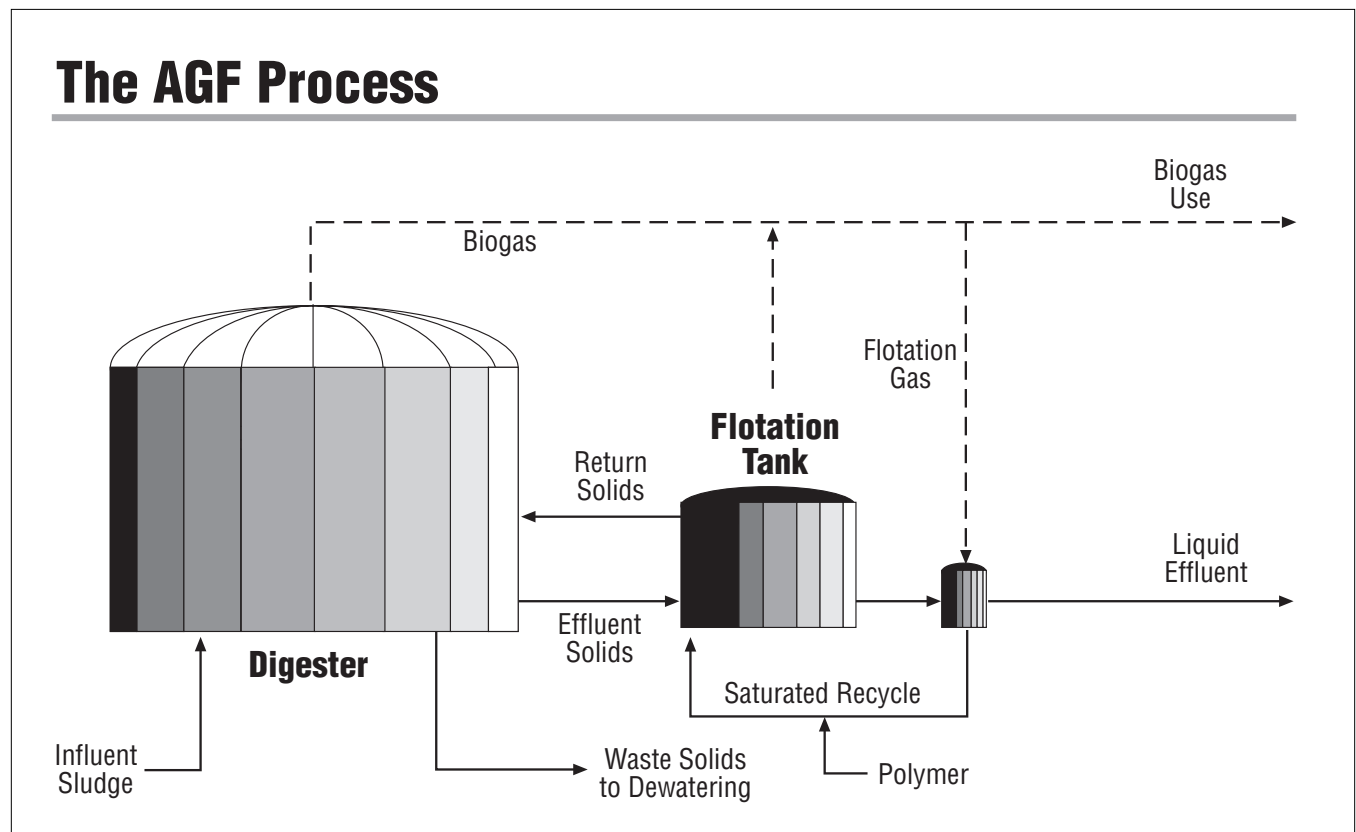 The AGF Process
Biogas
Use
Biogas
Flotation
Gas
Flotation
Tank
Return
Solids
Liquid
Effluent
Effluent
Solids
Digester
Saturated Recycle
Influent
Sludge
Waste Solids
to Dewatering
Polymer